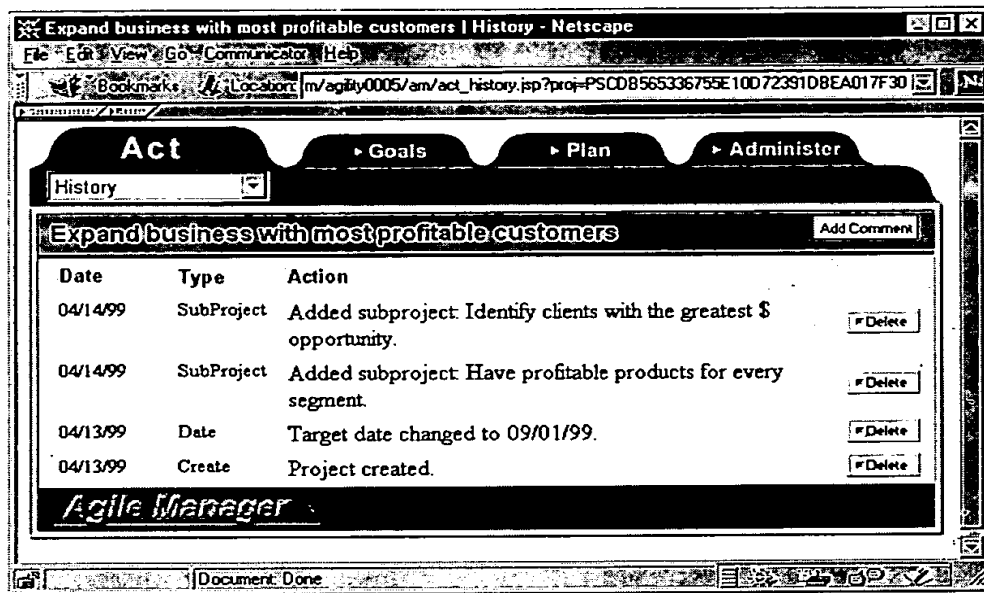 Expand business with most profitable customers | History - Netscape
File Edit View Go Communicator Help
Bookmarks Location: m/agility0005/am/act_history.jsp?proj=PSCDB565336755E10D72391DBEA017F30
Act Goals Plan Administer
History
Expand business with most profitable customers Add Comment
Date Type Action
04/14/99 SubProject Added subproject: Identify clients with the greatest $
opportunity. Delete
04/14/99 SubProject Added subproject: Have profitable products for every
segment. Delete
04/13/99 Date Target date changed to 09/01/99. Delete
04/13/99 Create Project created. Delete
Agile Manager
Document: Done